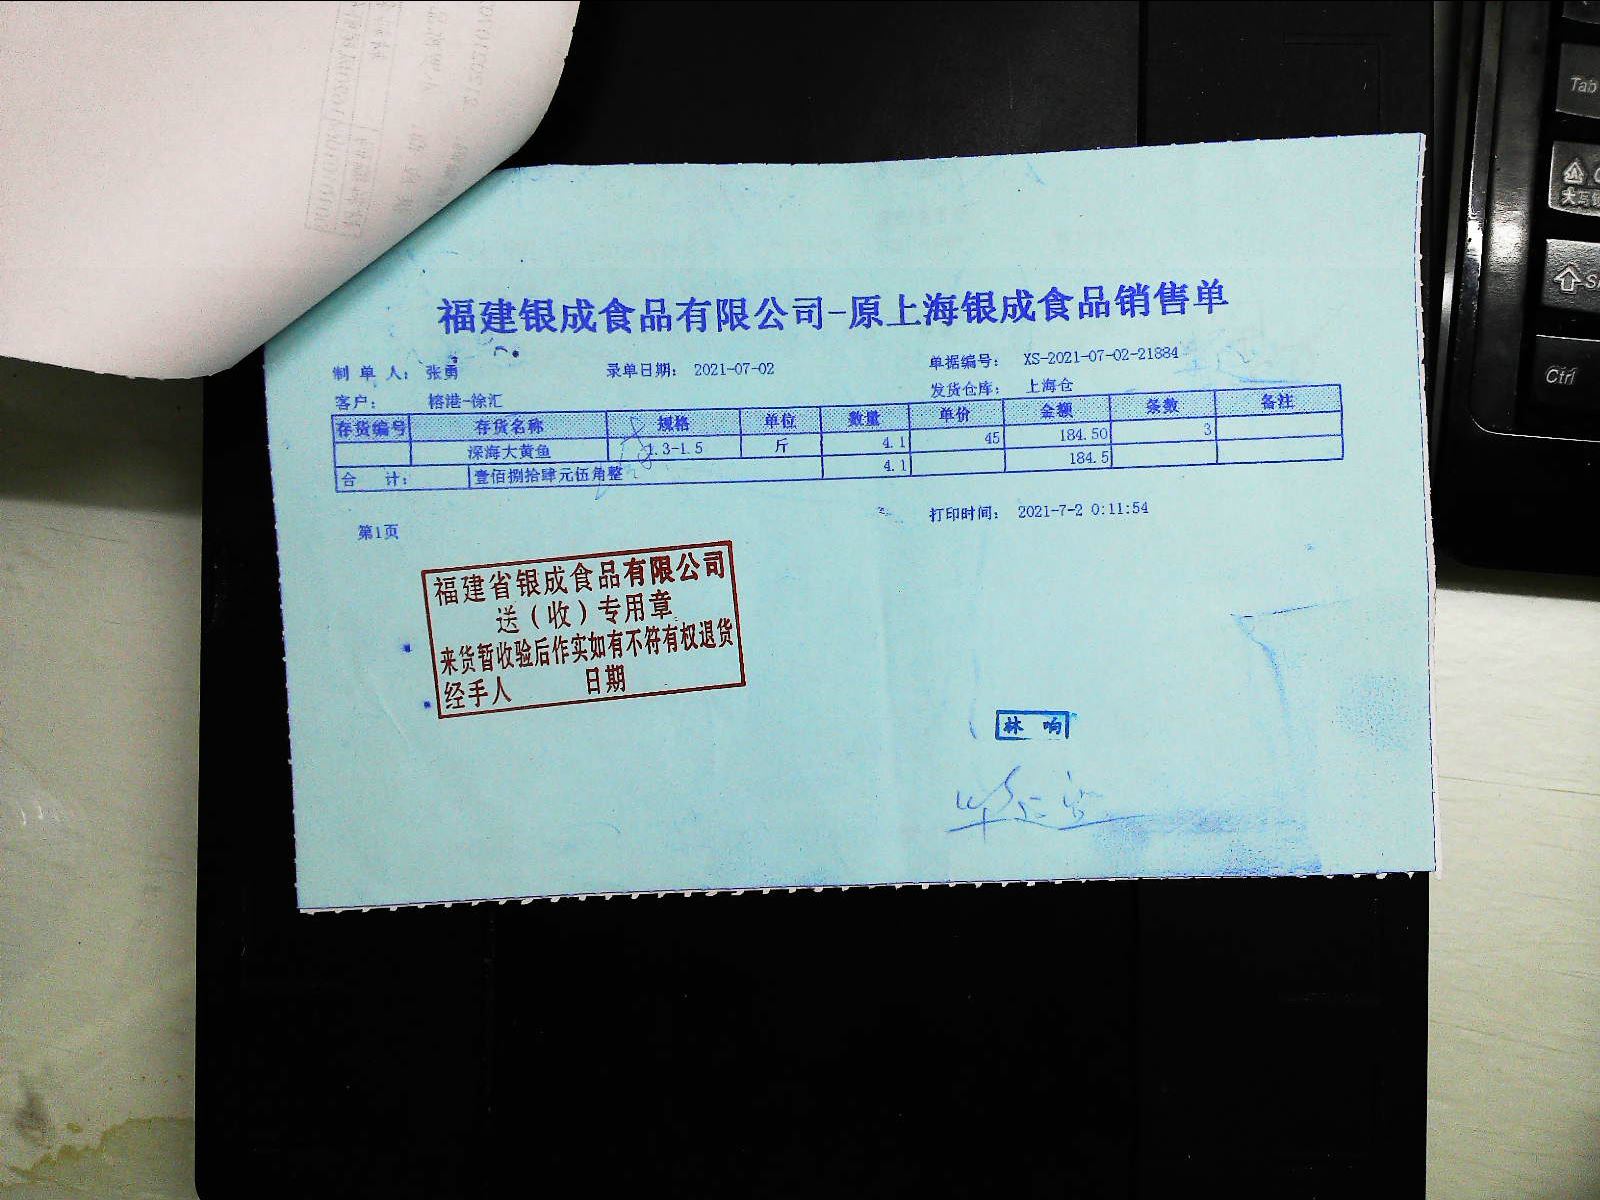 福建银成食品有限公司-原上海银成食品销售单
制 单 人: 张勇 录单日期: 2021-07-02 单据编号: XS-2021-07-02-21884
客户: 榕港-徐汇 发货仓库: 上海仓
存货编号 存货名称 规格 单位 数量 单价 金额 条数 备注
深海大黄鱼 1.3-1.5 斤 4.1 45 184.50 3
合 计: 壹佰捌拾肆元伍角整 4.1 184.5
第1页 打印时间: 2021-7-2 0:11:54
福建省银成食品有限公司
送(收)专用章
来货暂收验后作实如有不符有权退货
经手人 日期
林 响
Tab
大写
Ctrl